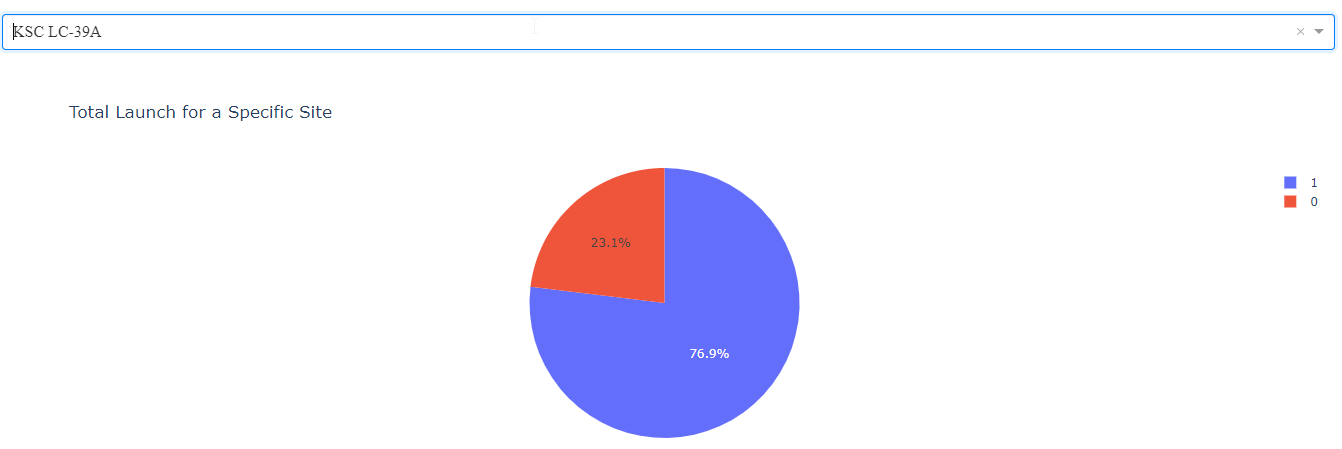 KSC LC-39A
Total Launch for a Specific Site
1
0
23.1%
76.9%